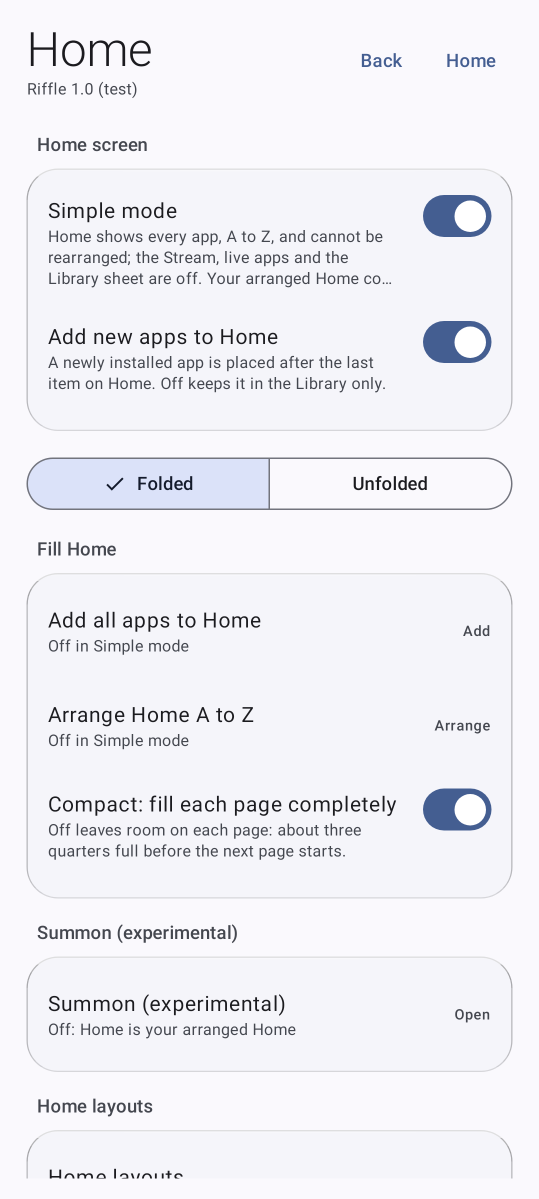 Home
Back
Home
Riffle 1.0 (test)
Home screen
Simple mode
Home shows every app, A to Z, and cannot be
rearranged; the Stream, live apps and the
Library sheet are off. Your arranged Home co…
Add new apps to Home
A newly installed app is placed after the last
item on Home. Off keeps it in the Library only.
Folded
Unfolded
Fill Home
Add all apps to Home
Off in Simple mode
Add
Arrange Home A to Z
Off in Simple mode
Arrange
Compact: fill each page completely
Off leaves room on each page: about three
quarters full before the next page starts.
Summon (experimental)
Summon (experimental)
Off: Home is your arranged Home
Open
Home layouts
Home layouts